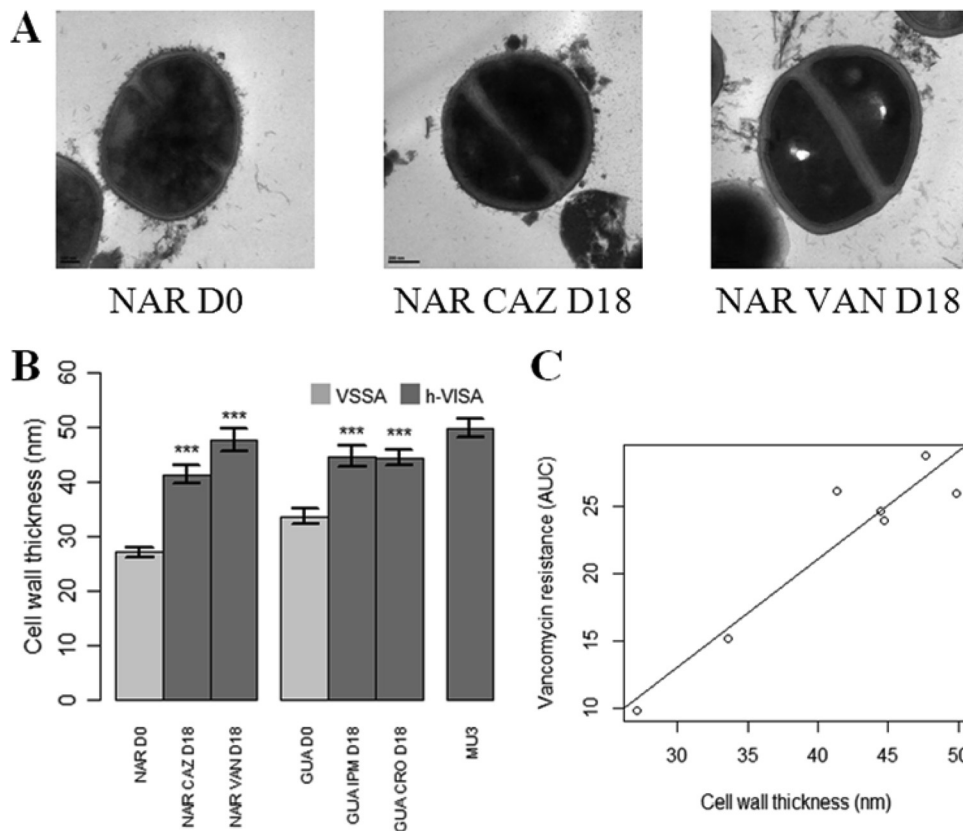 A
NAR D0
NAR CAZ D18
NAR VAN D18
B
Cell wall thickness (nm)
60
50
40
30
20
10
0
VSSA
h-VISA
***
***
***
***
NAR D0
NAR CAZ D18
NAR VAN D18
GUA D0
GUA IPM D18
GUA CRO D18
MU3
C
Vancomycin resistance (AUC)
25
20
15
10
30
35
40
45
50
Cell wall thickness (nm)